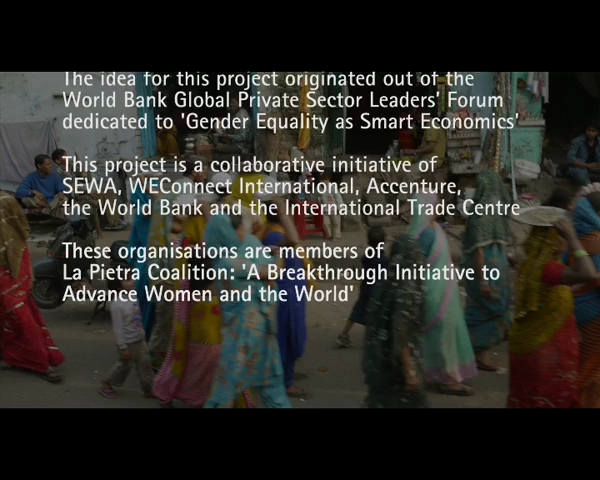 The idea for this project originated out of the
World Bank Global Private Sector Leaders' Forum
dedicated to 'Gender Equality as Smart Economics'
This project is a collaborative initiative of
SEWA, WEConnect International, Accenture,
the World Bank and the International Trade Centre
These organisations are members of
La Pietra Coalition: 'A Breakthrough Initiative to
Advance Women and the World'